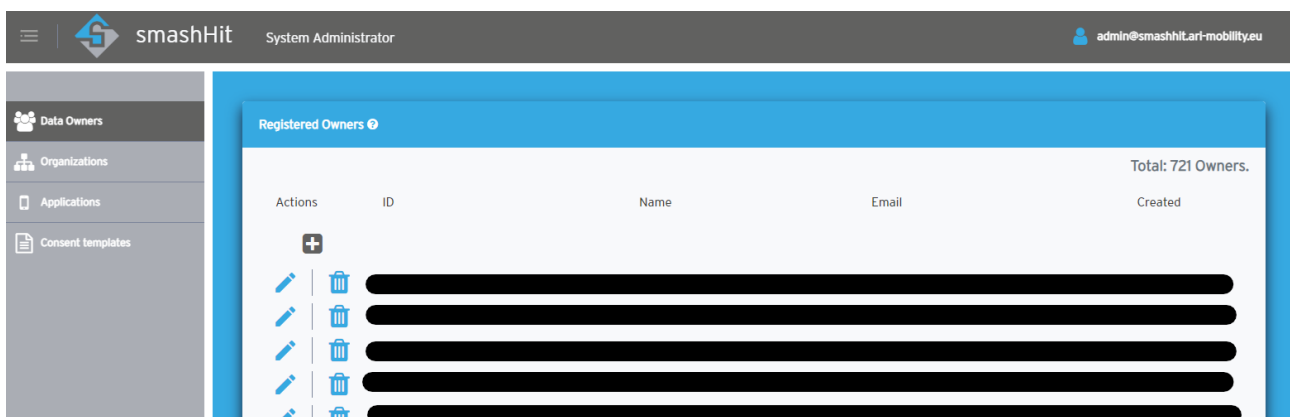 smashHit System Administrator admin@smashhit.ari-mobility.eu
Data Owners
Organizations
Applications
Consent templates
Registered Owners
Total: 721 Owners.
Actions ID Name Email Created